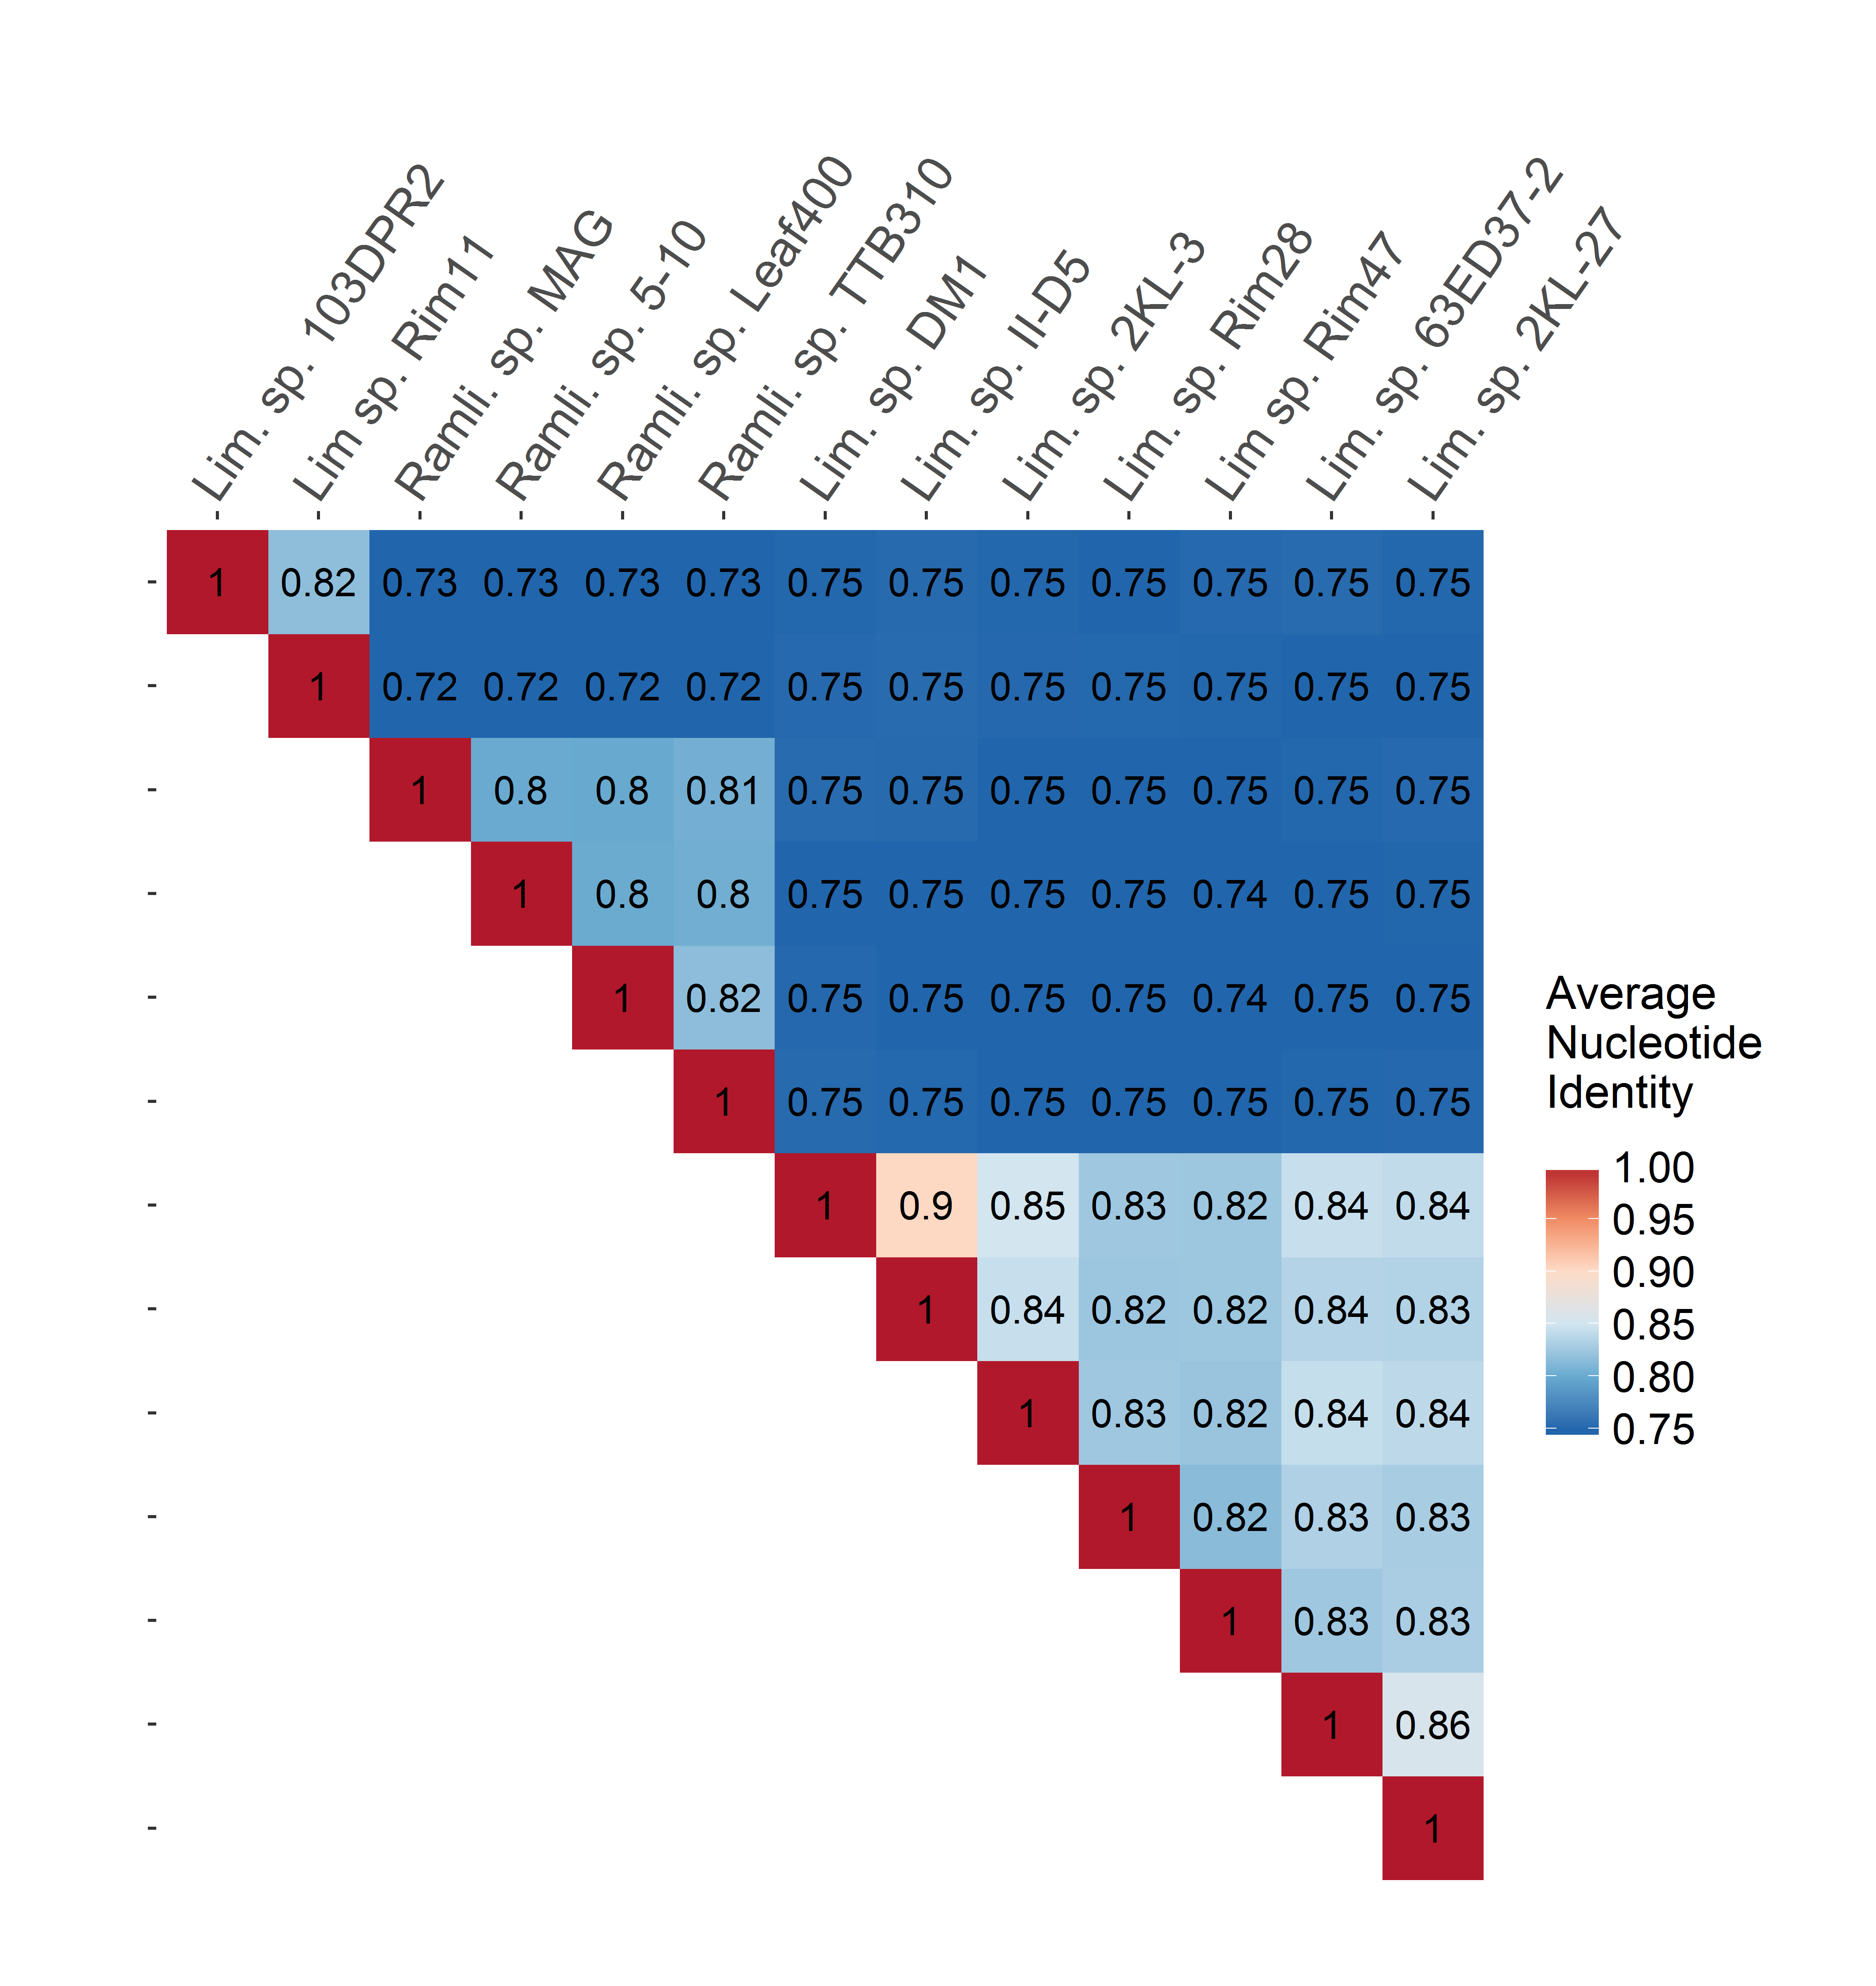 Lim. sp. 103DPR2
Lim sp. Rim11
Ramli. sp. MAG
Ramli. sp. 5-10
Ramli. sp. Leaf400
Ramli. sp. TTB310
Lim. sp. DM1
Lim. sp. II-D5
Lim. sp. 2KL-3
Lim. sp. Rim28
Lim sp. Rim47
Lim. sp. 63ED37-2
Lim. sp. 2KL-27
1 0.82 0.73 0.73 0.73 0.73 0.75 0.75 0.75 0.75 0.75 0.75 0.75
1 0.72 0.72 0.72 0.72 0.75 0.75 0.75 0.75 0.75 0.75 0.75
1 0.8 0.8 0.81 0.75 0.75 0.75 0.75 0.75 0.75 0.75
1 0.8 0.8 0.75 0.75 0.75 0.75 0.74 0.75 0.75
1 0.82 0.75 0.75 0.75 0.75 0.74 0.75 0.75
1 0.75 0.75 0.75 0.75 0.75 0.75 0.75
1 0.9 0.85 0.83 0.82 0.84 0.84
1 0.84 0.82 0.82 0.84 0.83
1 0.83 0.82 0.84 0.84
1 0.82 0.83 0.83
1 0.83 0.83
1 0.86
1
Average
Nucleotide
Identity
1.00
0.95
0.90
0.85
0.80
0.75